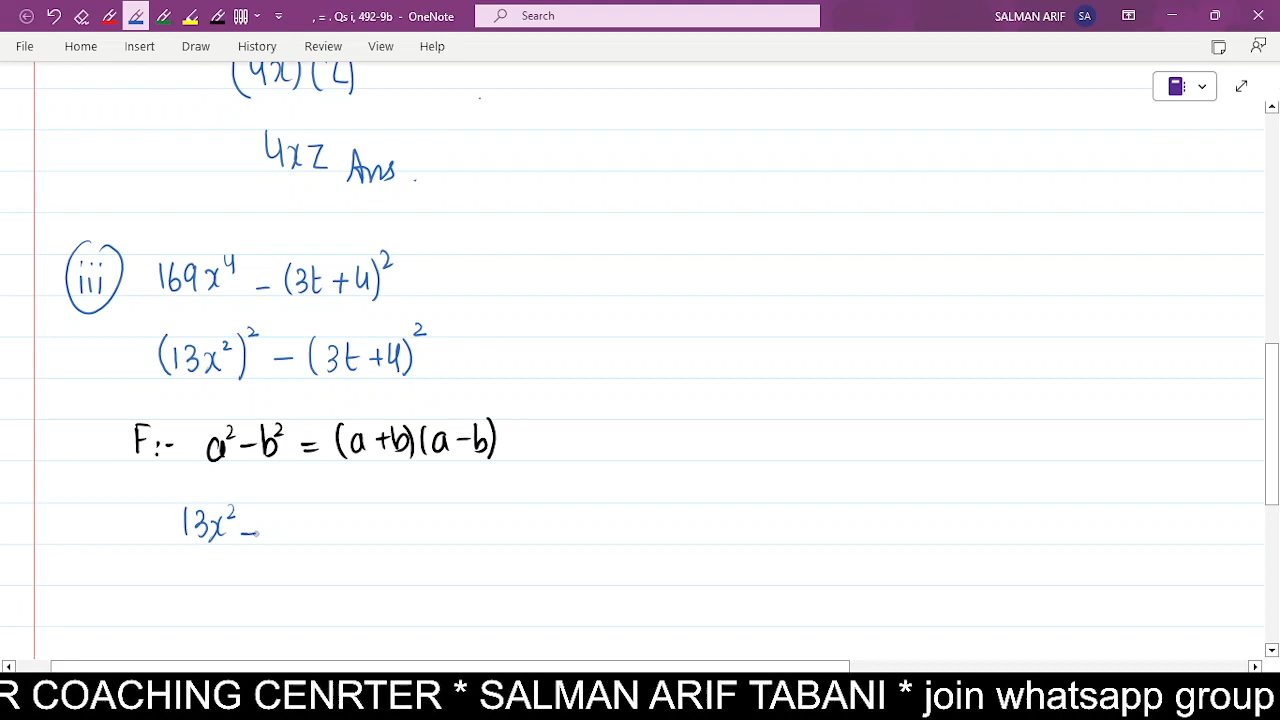 , = . Qs i, 492-9b - OneNote
Search
SALMAN ARIF SA
File Home Insert Draw History Review View Help
(4x)(z)
4xz Ans .
iii 169x⁴ - (3t + 4)²
(13x²)² - (3t + 4)²
F:- a² - b² = (a + b)(a - b)
13x² -
R COACHING CENRTER * SALMAN ARIF TABANI * join whatsapp group